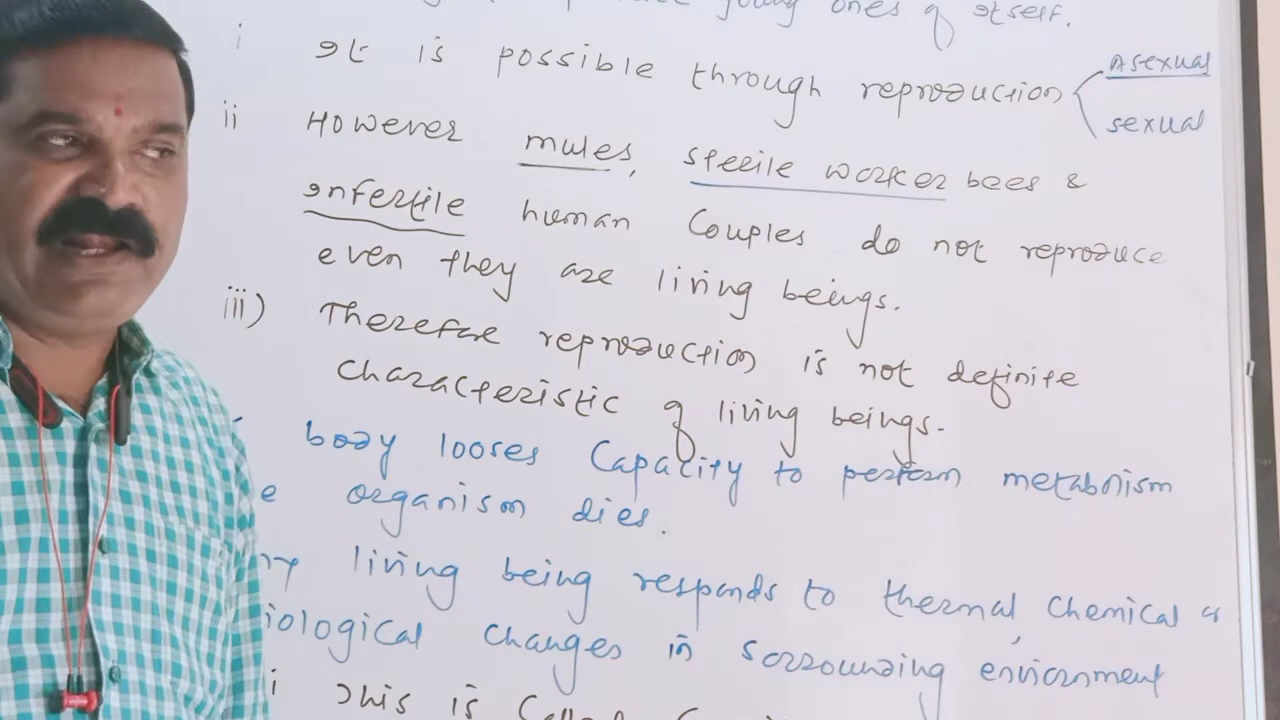 young ones of itself.
i It is possible through reproduction Asexual
sexual
ii However mules, sterile worker bees &
infertile human couples do not reproduce
even they are living beings.
iii) Therefore reproduction is not definite
characteristic of living beings.
body looses capacity to perform metabolism
e organism dies.
living being responds to thermal, chemical &
iological changes in sorrounding enviornment
i This is called